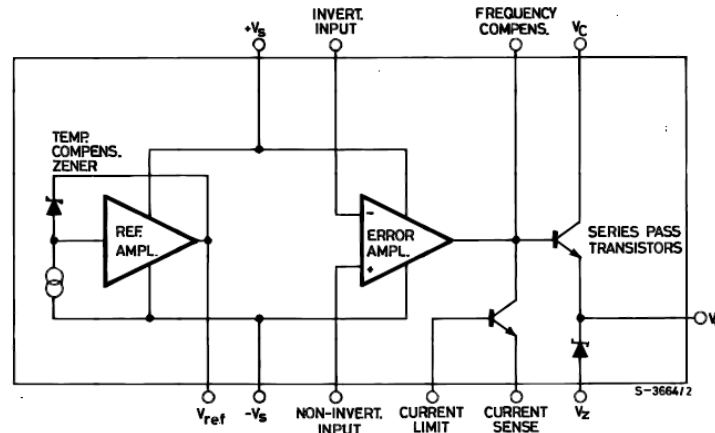 INVERT.
INPUT
FREQUENCY
COMPENS.
+Vs
VC
TEMP.
COMPENS.
ZENER
REF.
AMPL.
-
+
ERROR
AMPL.
SERIES PASS
TRANSISTORS
V
S-3664/2
Vref
-Vs
NON-INVERT.
INPUT
CURRENT
LIMIT
CURRENT
SENSE
Vz